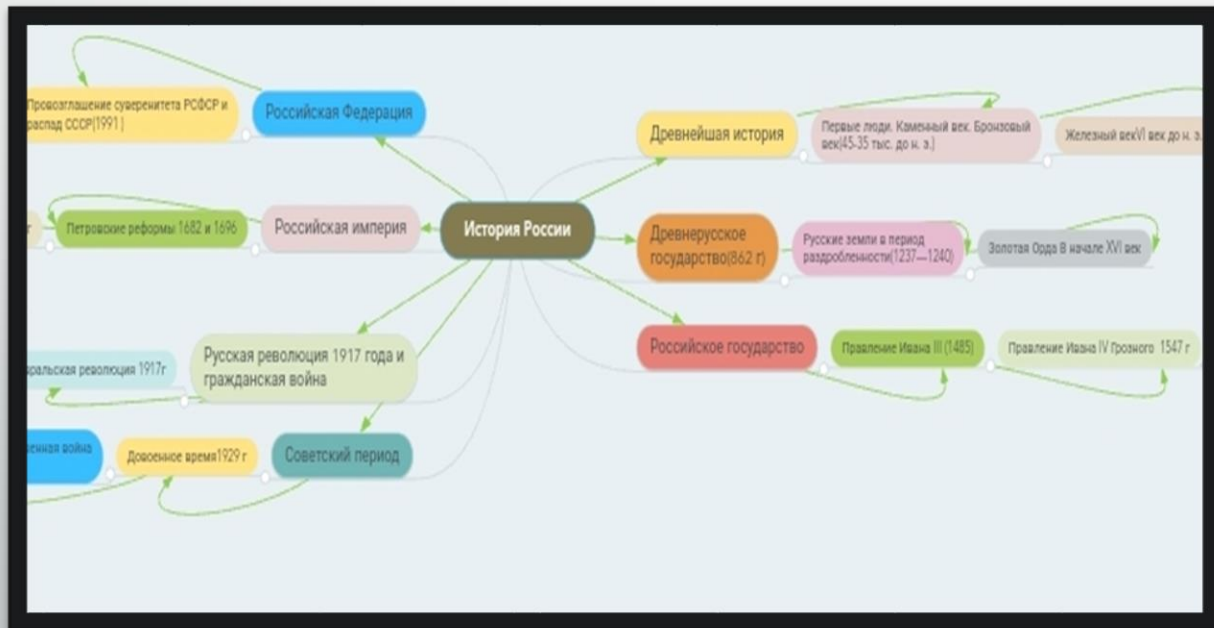 Провозглашение суверенитета РСФСР и
распад СССР(1991 )
Российская Федерация
Древнейшая история
Первые люди. Каменный век. Бронзовый
век(45-35 тыс. до н. э.)
Железный векVI век до н. э.
г
Петровские реформы 1682 и 1696
Российская империя
История России
Древнерусское
государство(862 г)
Русские земли в период
раздробленности(1237—1240)
Золотая Орда В начале XVI век
Русская революция 1917 года и
гражданская война
революция 1917г
Российское государство
Правление Ивана III (1485)
Правление Ивана IV Грозного 1547 г
война
Довоенное время1929 г
Советский период